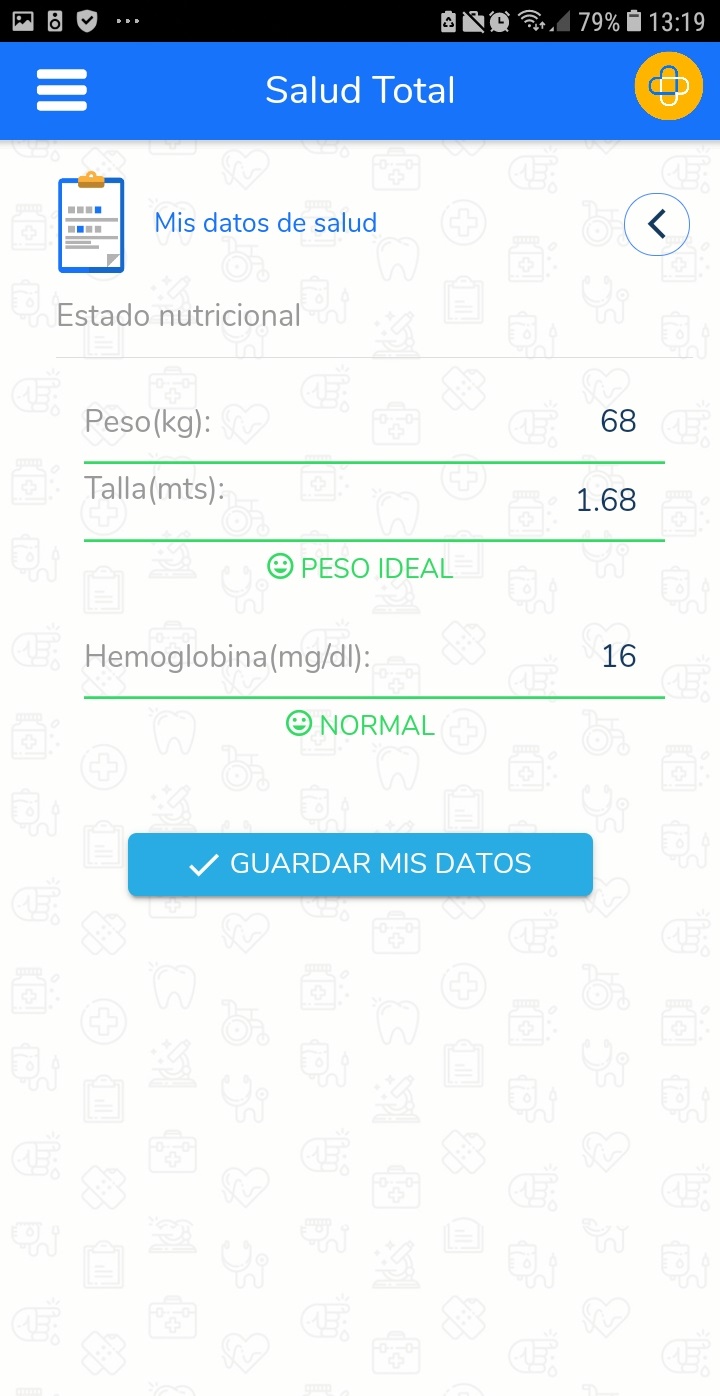 79% 13:19
Salud Total
Mis datos de salud
Estado nutricional
Peso(kg): 68
Talla(mts): 1.68
PESO IDEAL
Hemoglobina(mg/dl): 16
NORMAL
GUARDAR MIS DATOS